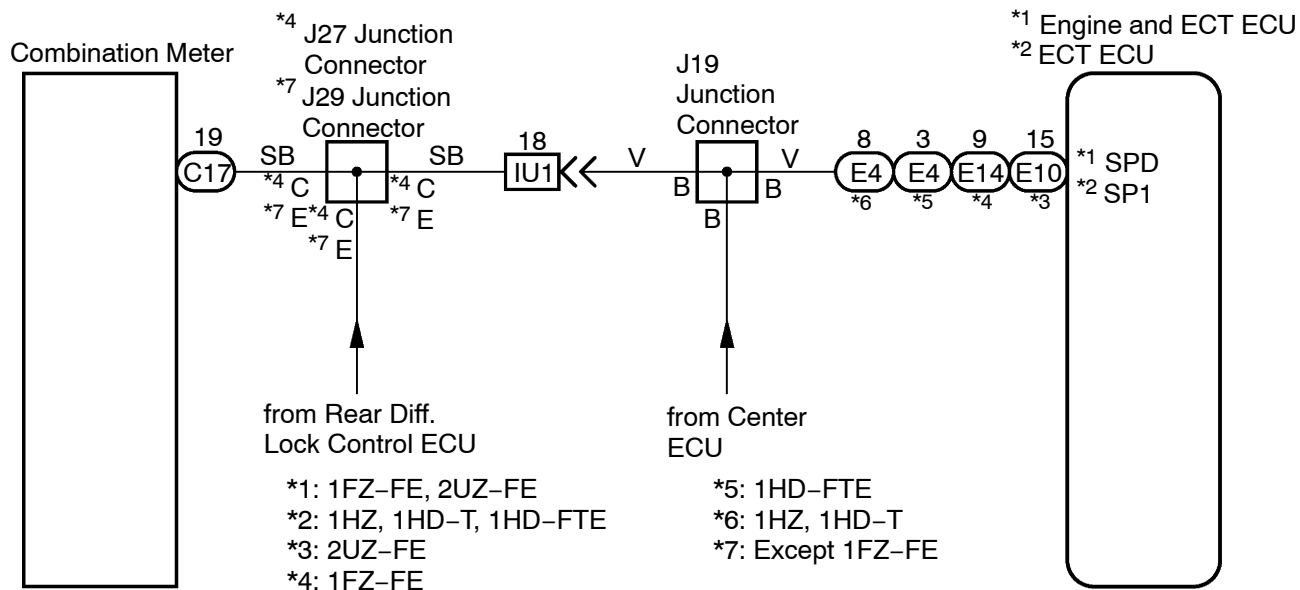 Combination Meter
*4 J27 Junction
Connector
*7 J29 Junction
Connector
J19
Junction
Connector
*1 Engine and ECT ECU
*2 ECT ECU
19
C17
SB
*4 C
*7 E
*4 C
*7 E
SB
*4 C
*7 E
18
IU1
V
B
B
B
V
8
E4
*6
3
E4
*5
9
E14
*4
15
E10
*3
*1 SPD
*2 SP1
from Rear Diff.
Lock Control ECU
from Center
ECU
*1: 1FZ−FE, 2UZ−FE
*2: 1HZ, 1HD−T, 1HD−FTE
*3: 2UZ−FE
*4: 1FZ−FE
*5: 1HD−FTE
*6: 1HZ, 1HD−T
*7: Except 1FZ−FE